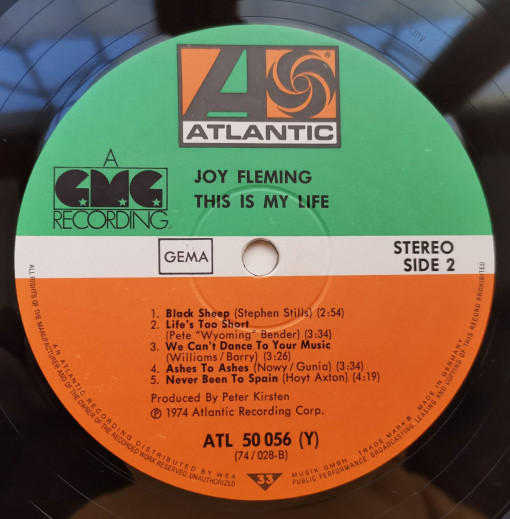 ATLANTIC
®
A
GMG
RECORDING
JOY FLEMING
THIS IS MY LIFE
GEMA
STEREO
SIDE 2
1. Black Sheep (Stephen Stills) (2:54)
2. Life's Too Short
(Pete "Wyoming" Bender) (3:34)
3. We Can't Dance To Your Music
(Williams/Barry) (3:26)
4. Ashes To Ashes (Nowy/Gunia) (3:34)
5. Never Been To Spain (Hoyt Axton) (4:19)
Produced By Peter Kirsten
℗ 1974 Atlantic Recording Corp.
ATL 50 056 (Y)
(74/028-B)
33
ALL RIGHTS OF THE MANUFACTURER AND OF THE OWNER OF THE RECORDED WORK RESERVED. UNAUTHORIZED
PUBLIC PERFORMANCE, BROADCASTING, LEASING AND COPYING OF THIS RECORD PROHIBITED
AN ATLANTIC RECORDING DISTRIBUTED BY WEA
MUSIK GMBH. TRADE MARK® MADE IN GERMANY